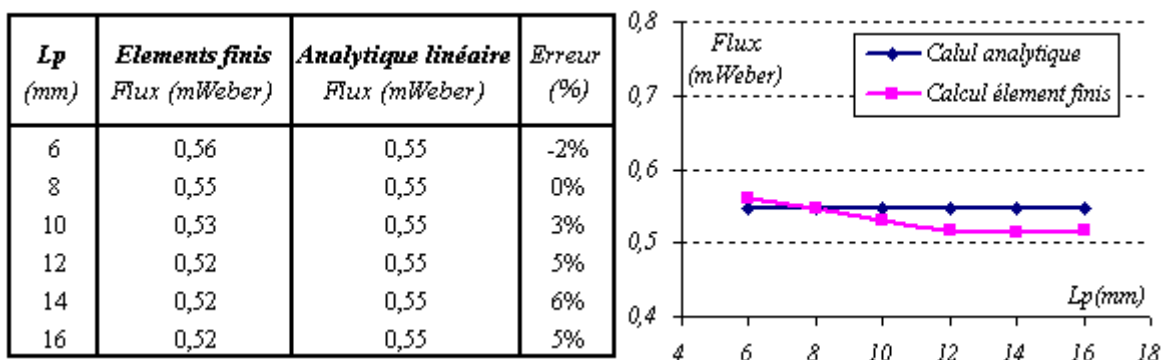 Lp Elements finis Analytique linéaire Erreur
(mm) Flux (mWeber) Flux (mWeber) (%)
6 0,56 0,55 -2%
8 0,55 0,55 0%
10 0,53 0,55 3%
12 0,52 0,55 5%
14 0,52 0,55 6%
16 0,52 0,55 5%
0,8
Flux
(mWeber)
Calul analytique
Calcul élement finis
0,7
0,6
0,5
Lp(mm)
0,4
4 6 8 10 12 14 16 18